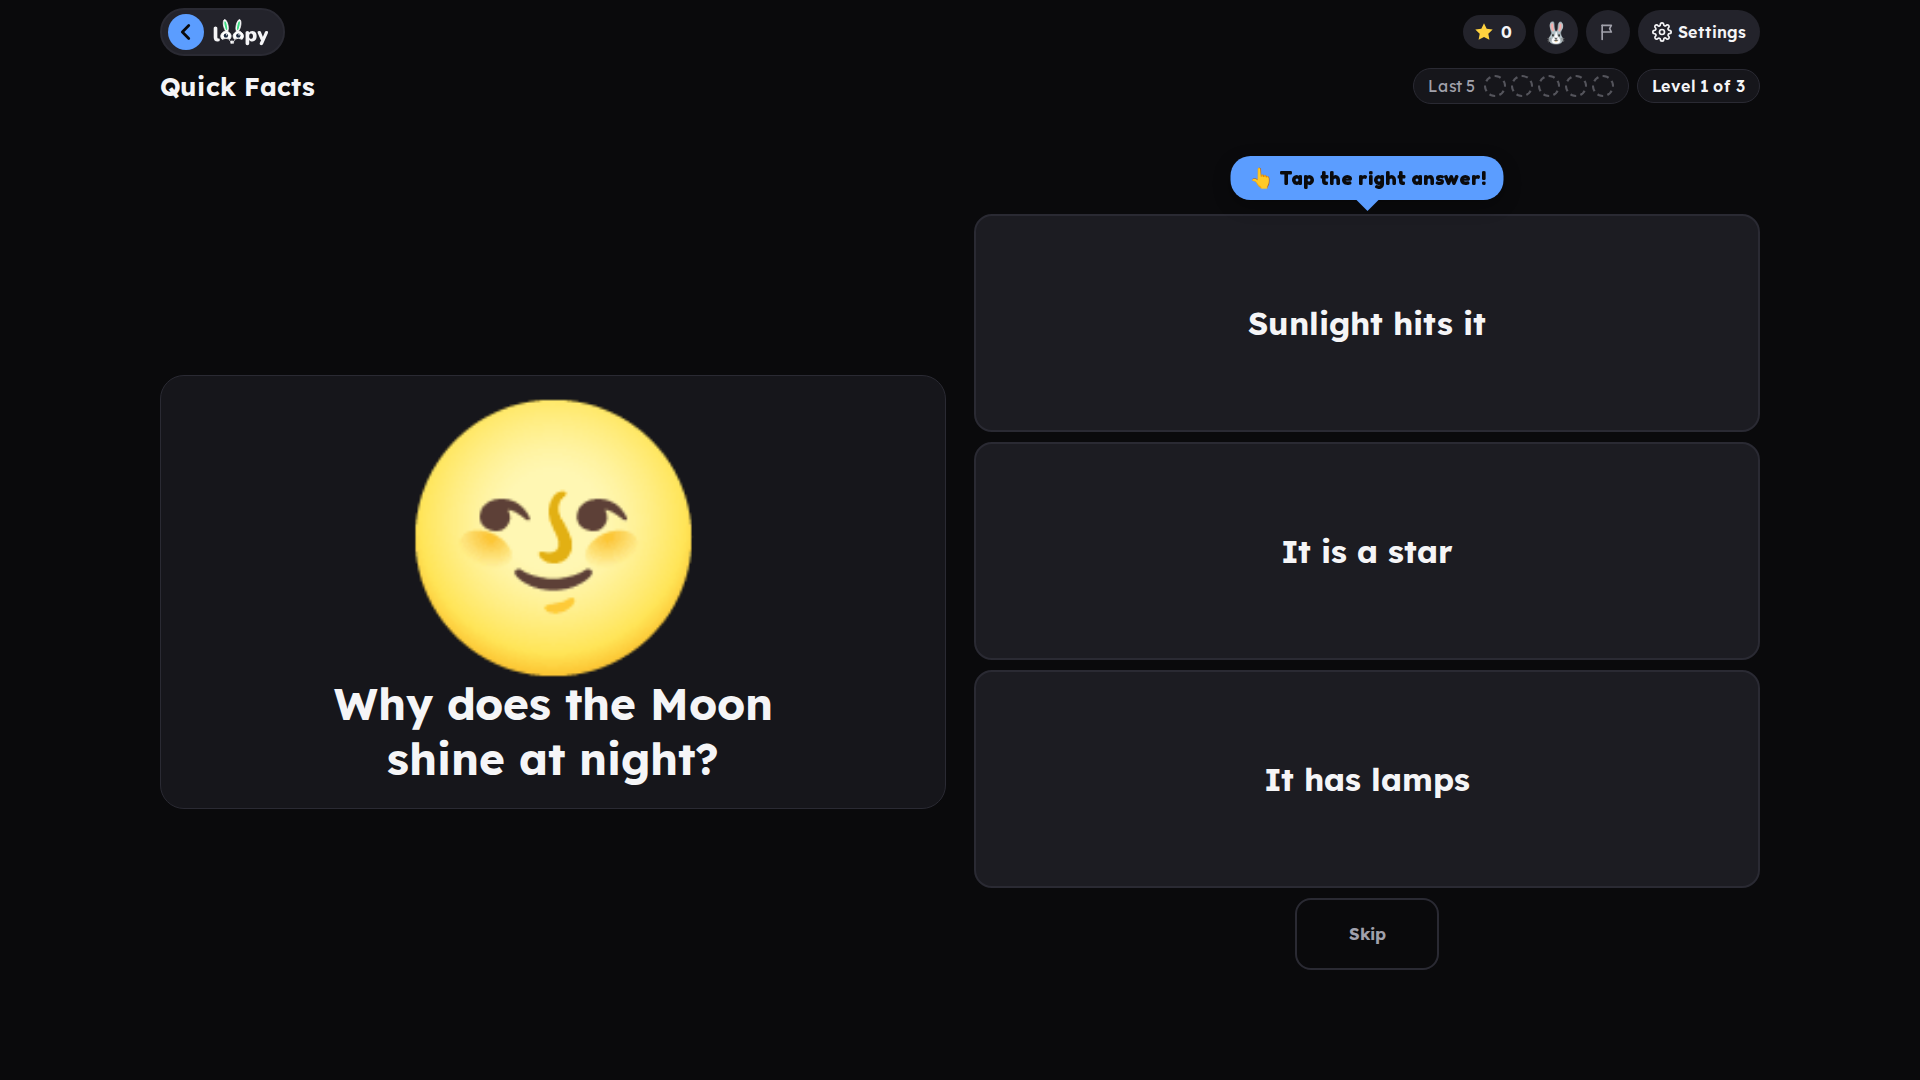 loopy
0
Settings
Quick Facts
Last 5
Level 1 of 3
Tap the right answer!
Why does the Moon
shine at night?
Sunlight hits it
It is a star
It has lamps
Skip